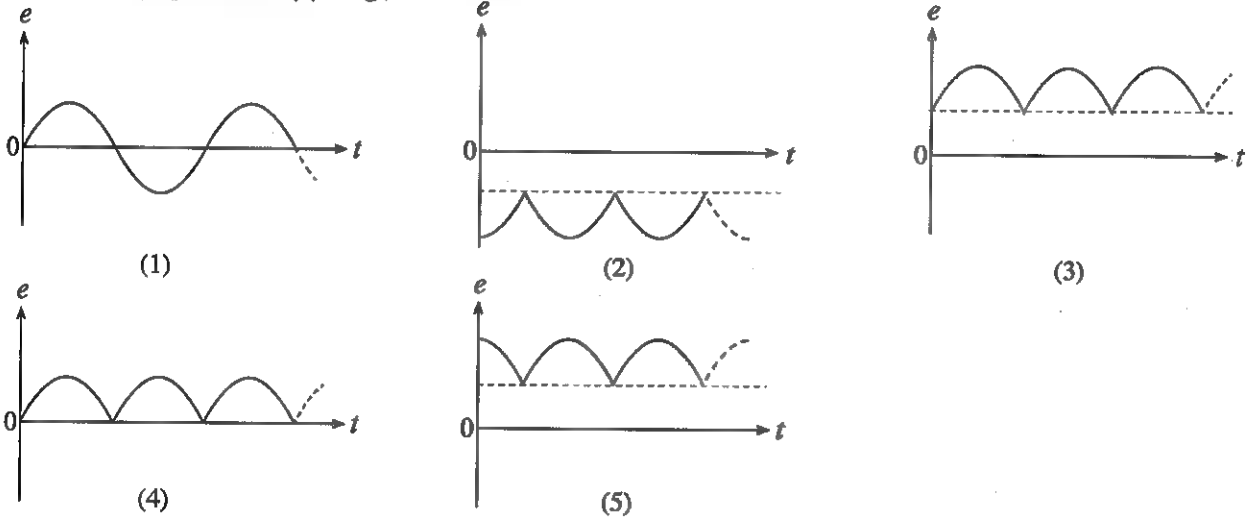 e e e
0 t 0 t 0 t
(1) (2) (3)
e e
0 t 0 t
(4) (5)